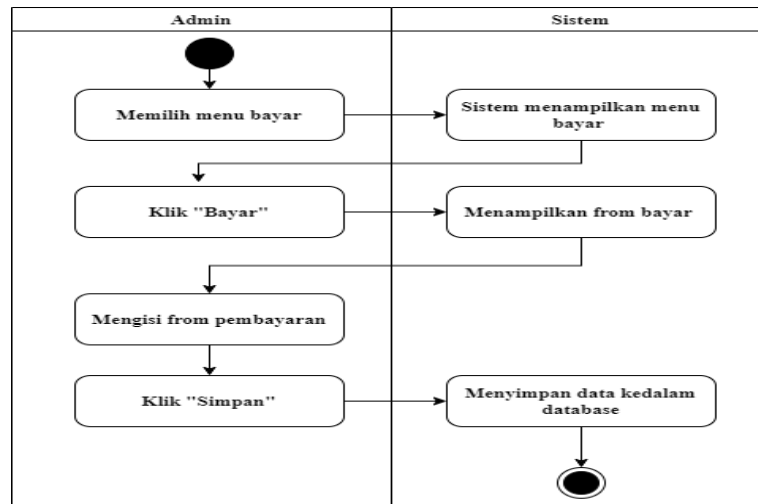 Admin
Sistem
Memilih menu bayar
Sistem menampilkan menu
bayar
Klik "Bayar"
Menampilkan from bayar
Mengisi from pembayaran
Klik "Simpan"
Menyimpan data kedalam
database